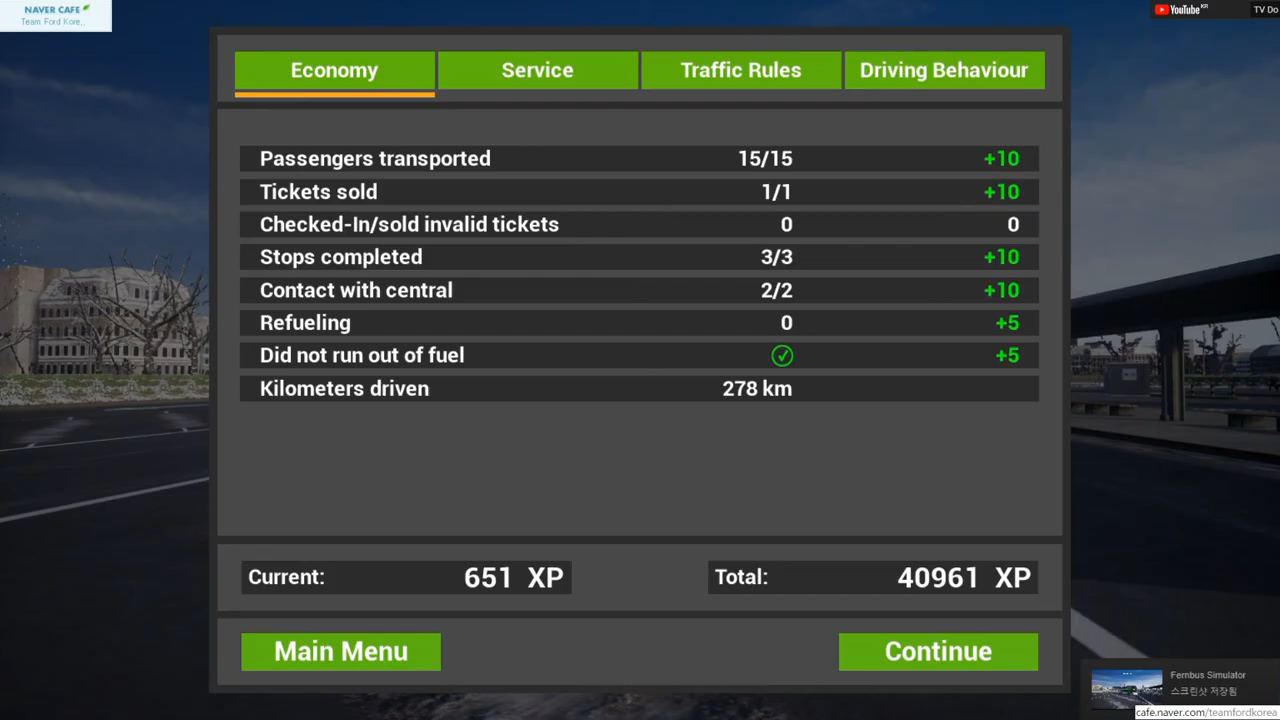 NAVER CAFE
Team Ford Kore,,
YouTube KR
TV Do
Economy
Service
Traffic Rules
Driving Behaviour
Passengers transported 15/15 +10
Tickets sold 1/1 +10
Checked-In/sold invalid tickets 0 0
Stops completed 3/3 +10
Contact with central 2/2 +10
Refueling 0 +5
Did not run out of fuel +5
Kilometers driven 278 km
Current: 651 XP
Total: 40961 XP
Main Menu
Continue
Fernbus Simulator
스크린샷 저장됨
cafe.naver.com/teamfordkorea